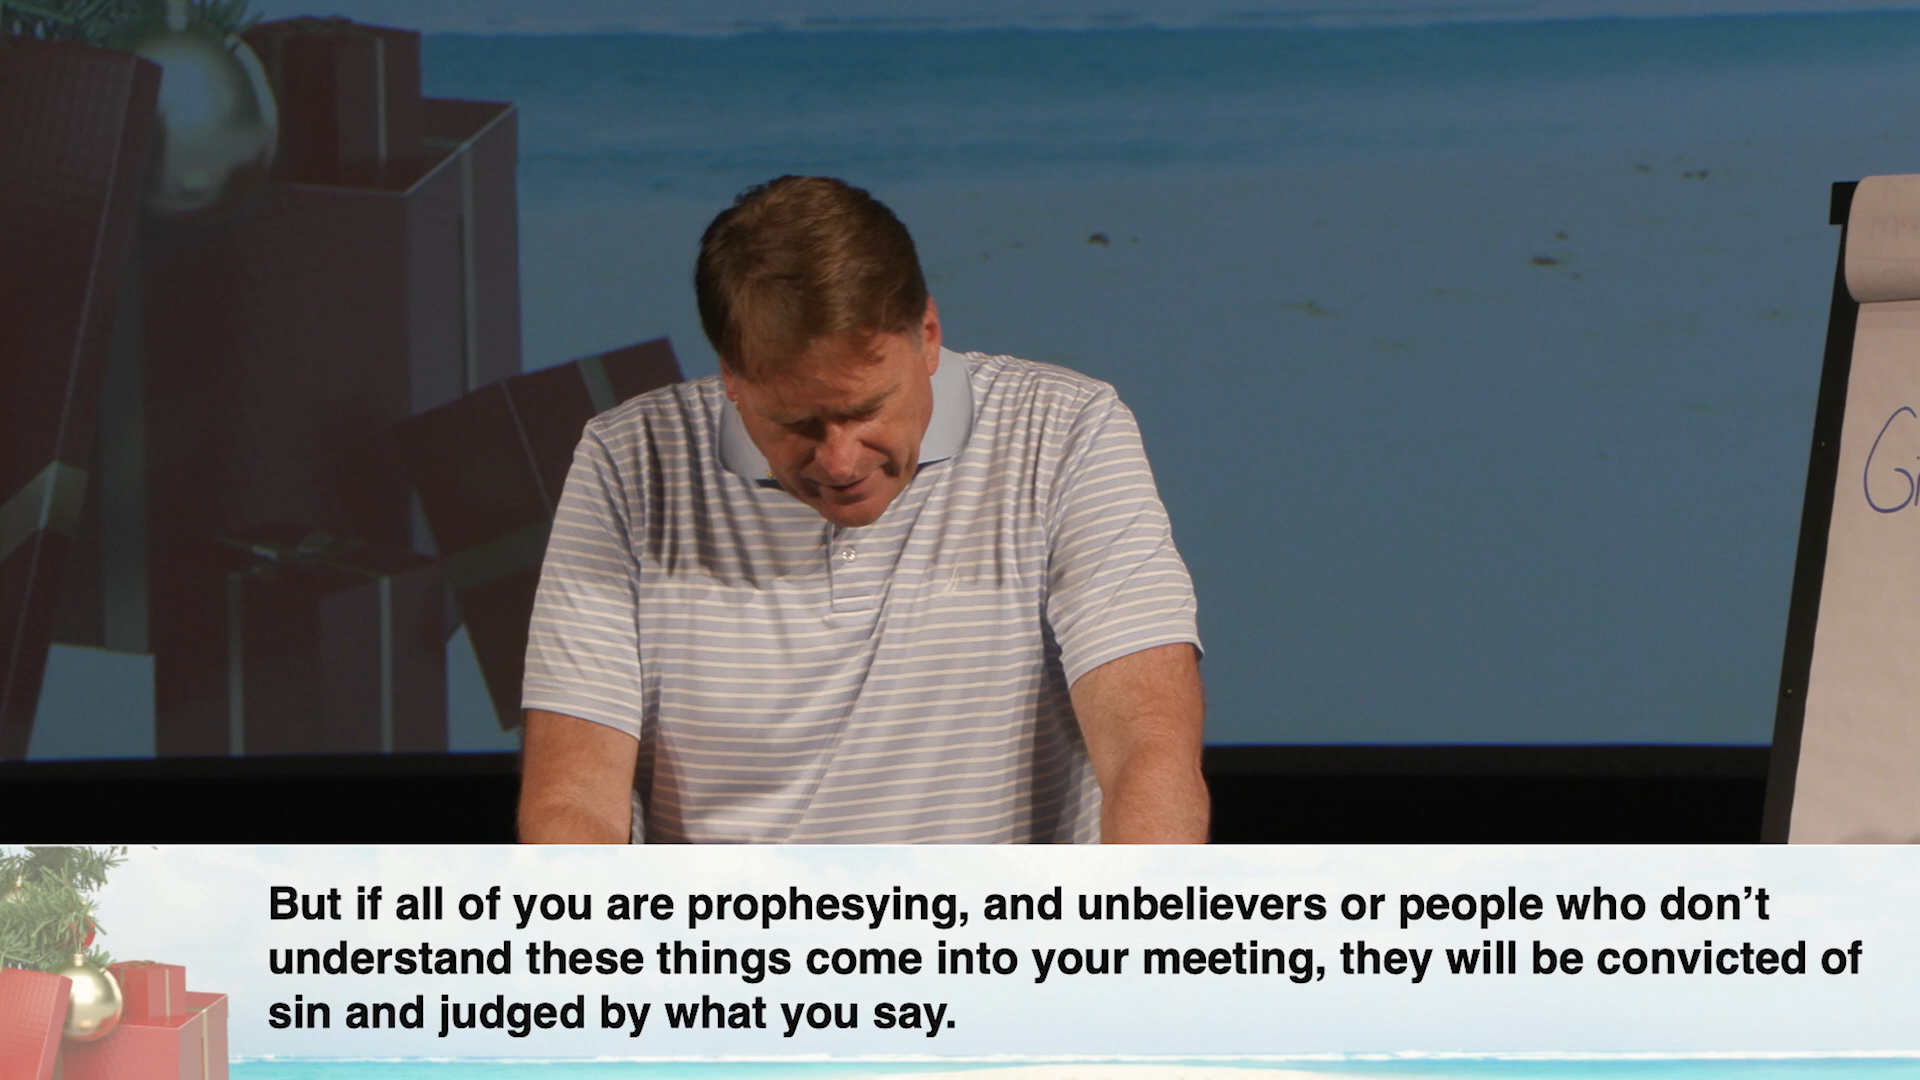 But if all of you are prophesying, and unbelievers or people who don’t
understand these things come into your meeting, they will be convicted of
sin and judged by what you say.